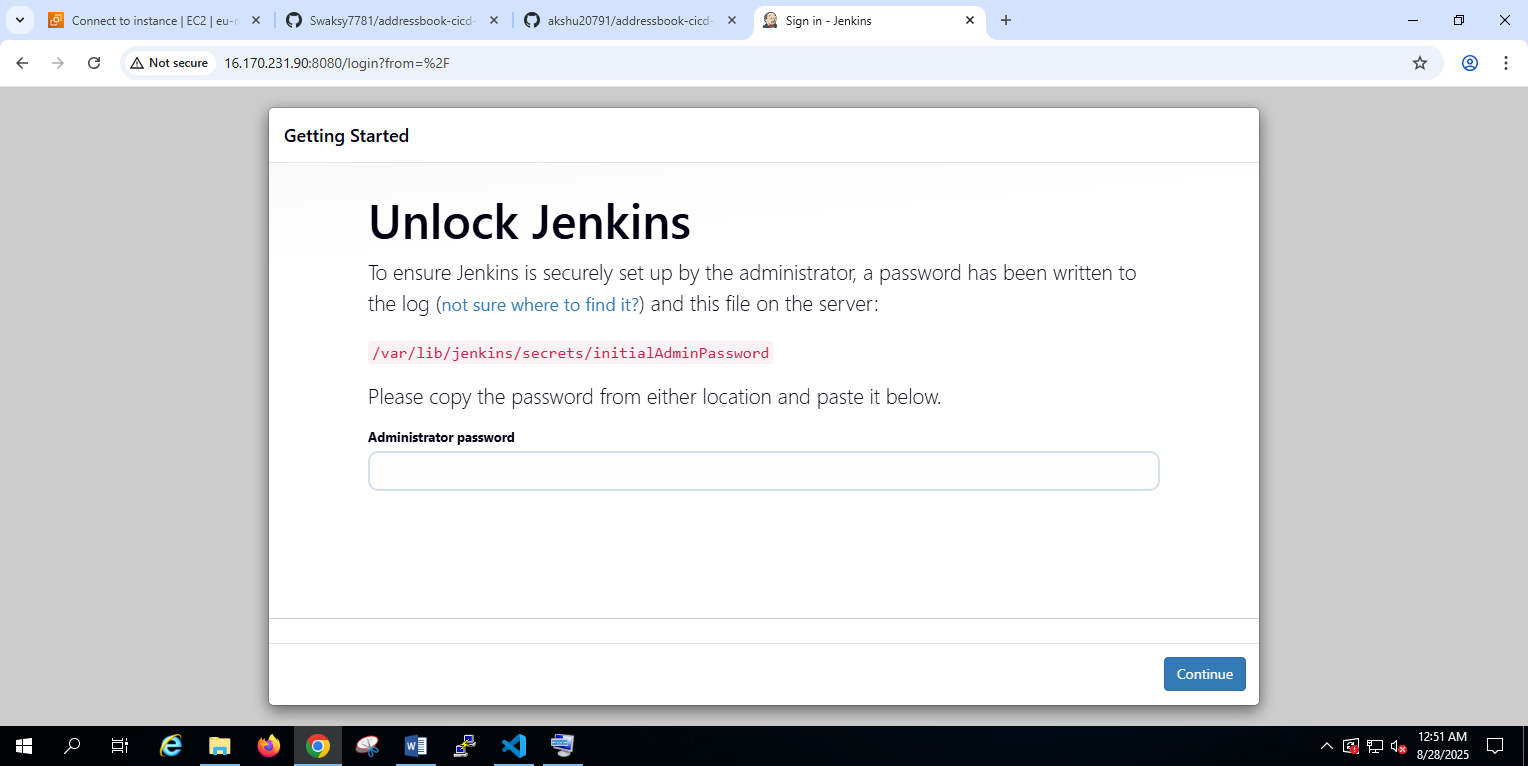 Connect to instance | EC2 | eu-r
Swaksy7781/addressbook-cicd-
akshu20791/addressbook-cicd-
Sign in - Jenkins
Not secure
16.170.231.90:8080/login?from=%2F
Getting Started
Unlock Jenkins
To ensure Jenkins is securely set up by the administrator, a password has been written to
the log (not sure where to find it?) and this file on the server:
/var/lib/jenkins/secrets/initialAdminPassword
Please copy the password from either location and paste it below.
Administrator password
Continue
12:51 AM
8/28/2025